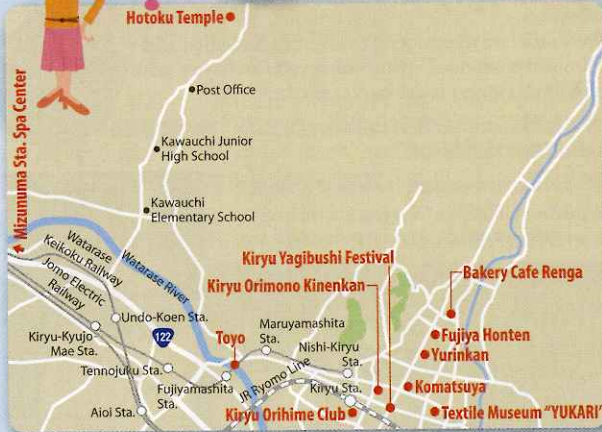 Hotoku Temple
Post Office
Kawauchi Junior
High School
Kawauchi
Elementary School
Mizunuma Sta. Spa Center
Watarase
Keikoku Railway
Watarase River
Jomo Electric
Railway
Kiryu Yagibushi Festival
Kiryu Orimono Kinenkan
Bakery Cafe Renga
Undo-Koen Sta.
122
Toyo
Maruyamashita
Sta.
Nishi-Kiryu
Sta.
Fujiya Honten
Yurinkan
Kiryu-Kyujo-
Mae Sta.
Tennojuku Sta.
Fujiyamashita
Sta.
JR Ryomo Line
Kiryu Sta.
Komatsuya
Aioi Sta.
Kiryu Orihime Club
Textile Museum "YUKARI"